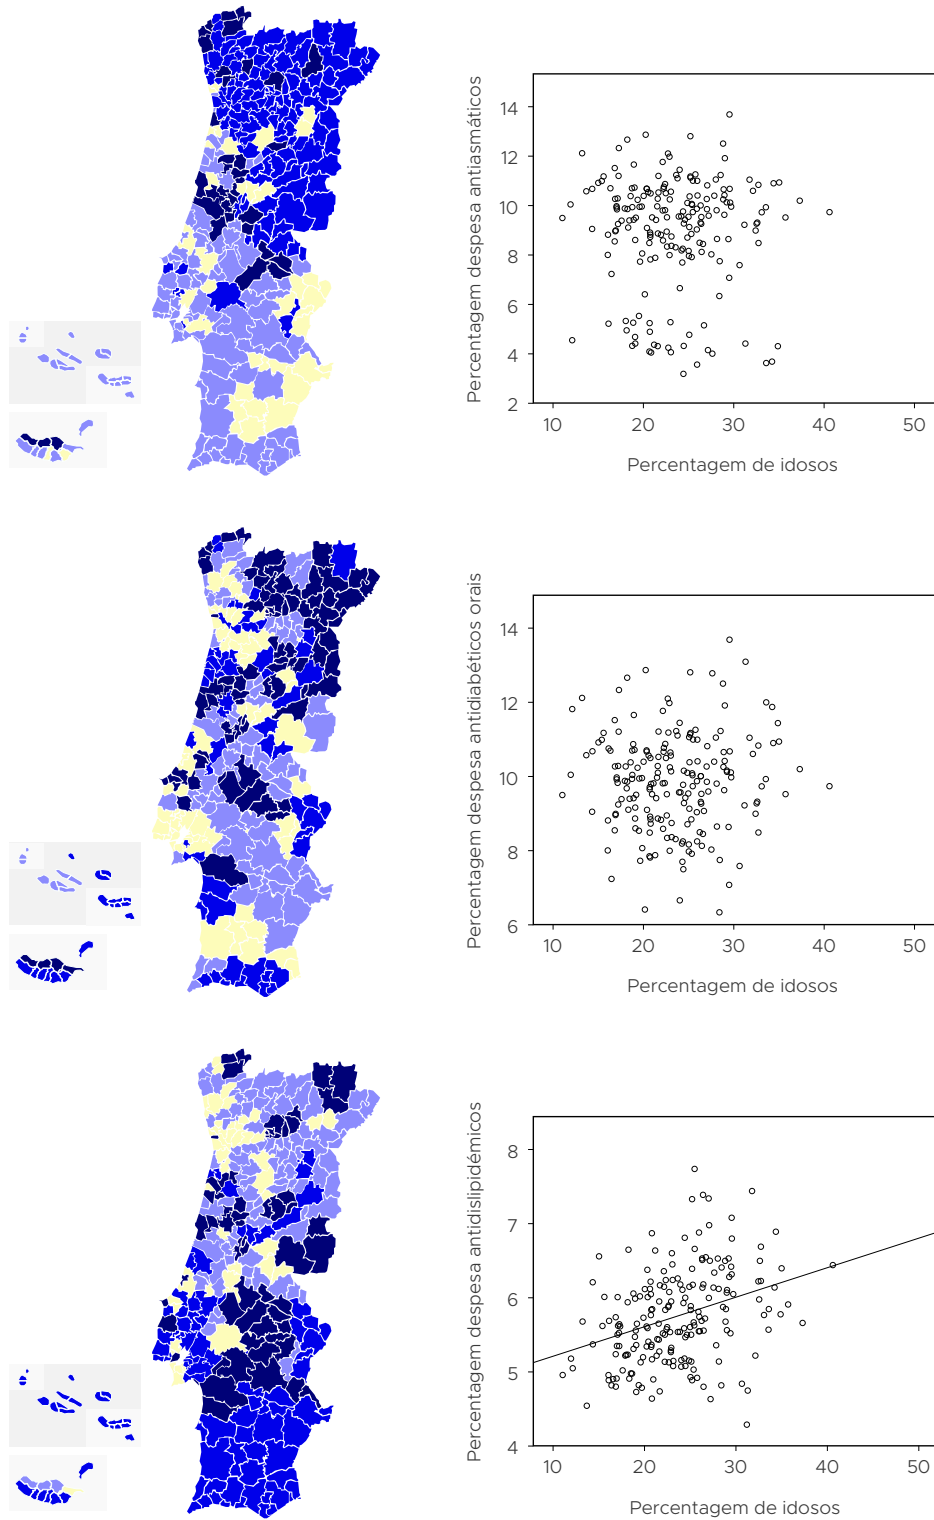 Percentagem despesa antiasmáticos
14
12
10
8
6
4
2
10 20 30 40 50
Percentagem de idosos
Percentagem despesa antidiabéticos orais
14
12
10
8
6
10 20 30 40 50
Percentagem de idosos
Percentagem despesa antidislipidémicos
8
7
6
5
4
10 20 30 40 50
Percentagem de idosos